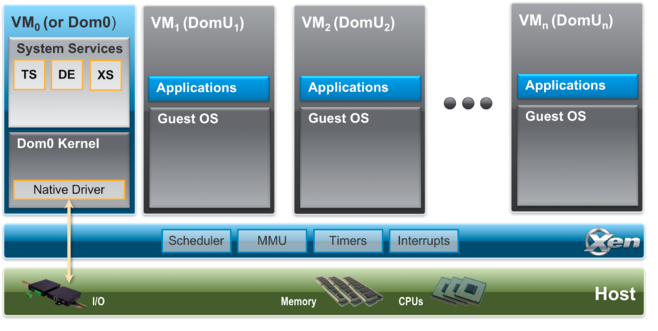 VM0 (or Dom0)
System Services
TS DE XS
Dom0 Kernel
Native Driver
VM1 (DomU1)
Applications
Guest OS
VM2 (DomU2)
Applications
Guest OS
VMn (DomUn)
Applications
Guest OS
Scheduler MMU Timers Interrupts
Xen
I/O Memory CPUs Host